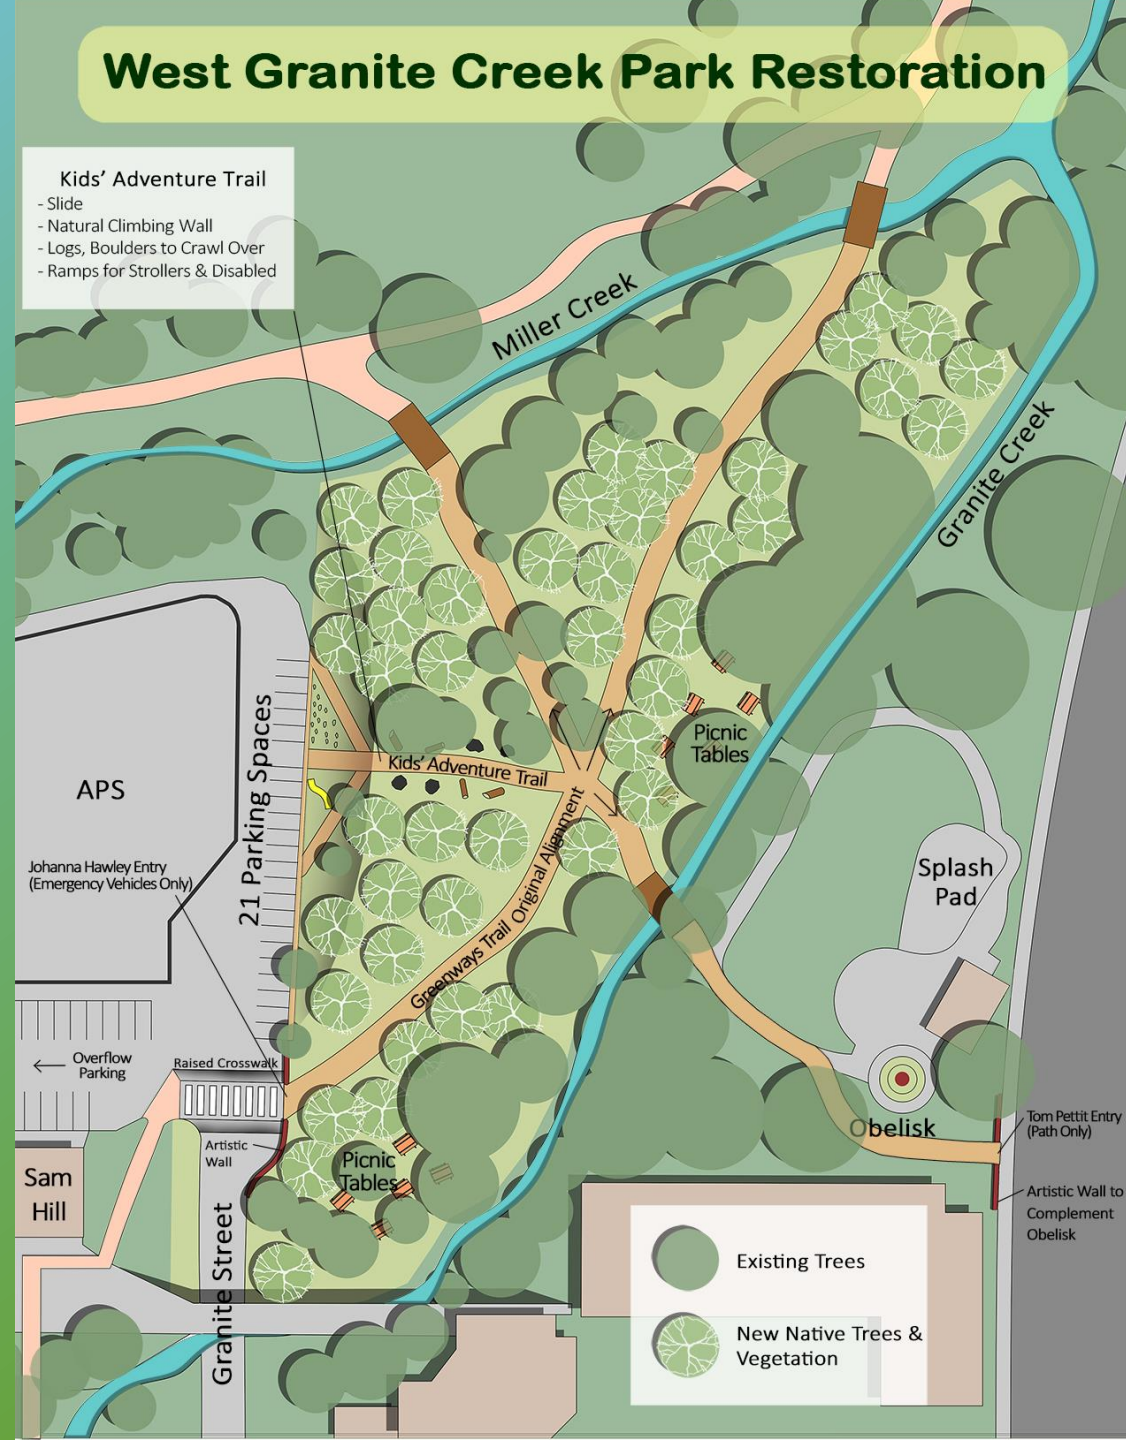 West Granite Creek Park Restoration
Kids' Adventure Trail
- Slide
- Natural Climbing Wall
- Logs, Boulders to Crawl Over
- Ramps for Strollers & Disabled
Miller Creek
Granite Creek
Picnic
Tables
Kids' Adventure Trail
APS
21 Parking Spaces
Johanna Hawley Entry
(Emergency Vehicles Only)
Greenways Trail Original Alignment
Splash
Pad
Overflow
Parking
Raised Crosswalk
Artistic
Wall
Picnic
Tables
Obelisk
Tom Pettit Entry
(Path Only)
Artistic Wall to
Complement
Obelisk
Sam
Hill
Granite Street
Existing Trees
New Native Trees &
Vegetation